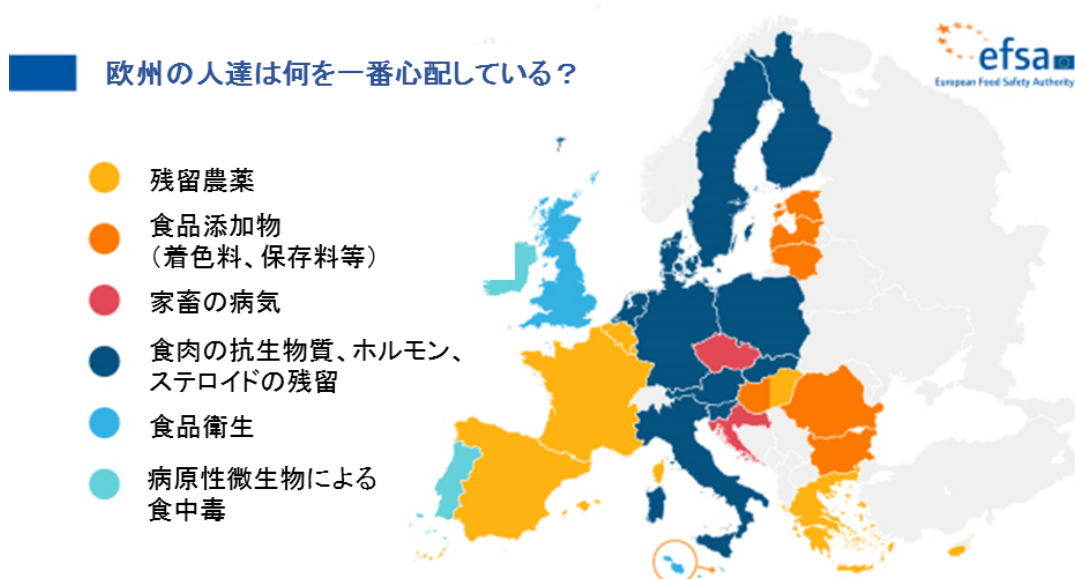 欧州の人達は何を一番心配している？
efsa
European Food Safety Authority
残留農薬
食品添加物
（着色料、保存料等）
家畜の病気
食肉の抗生物質、ホルモン、
ステロイドの残留
食品衛生
病原性微生物による
食中毒